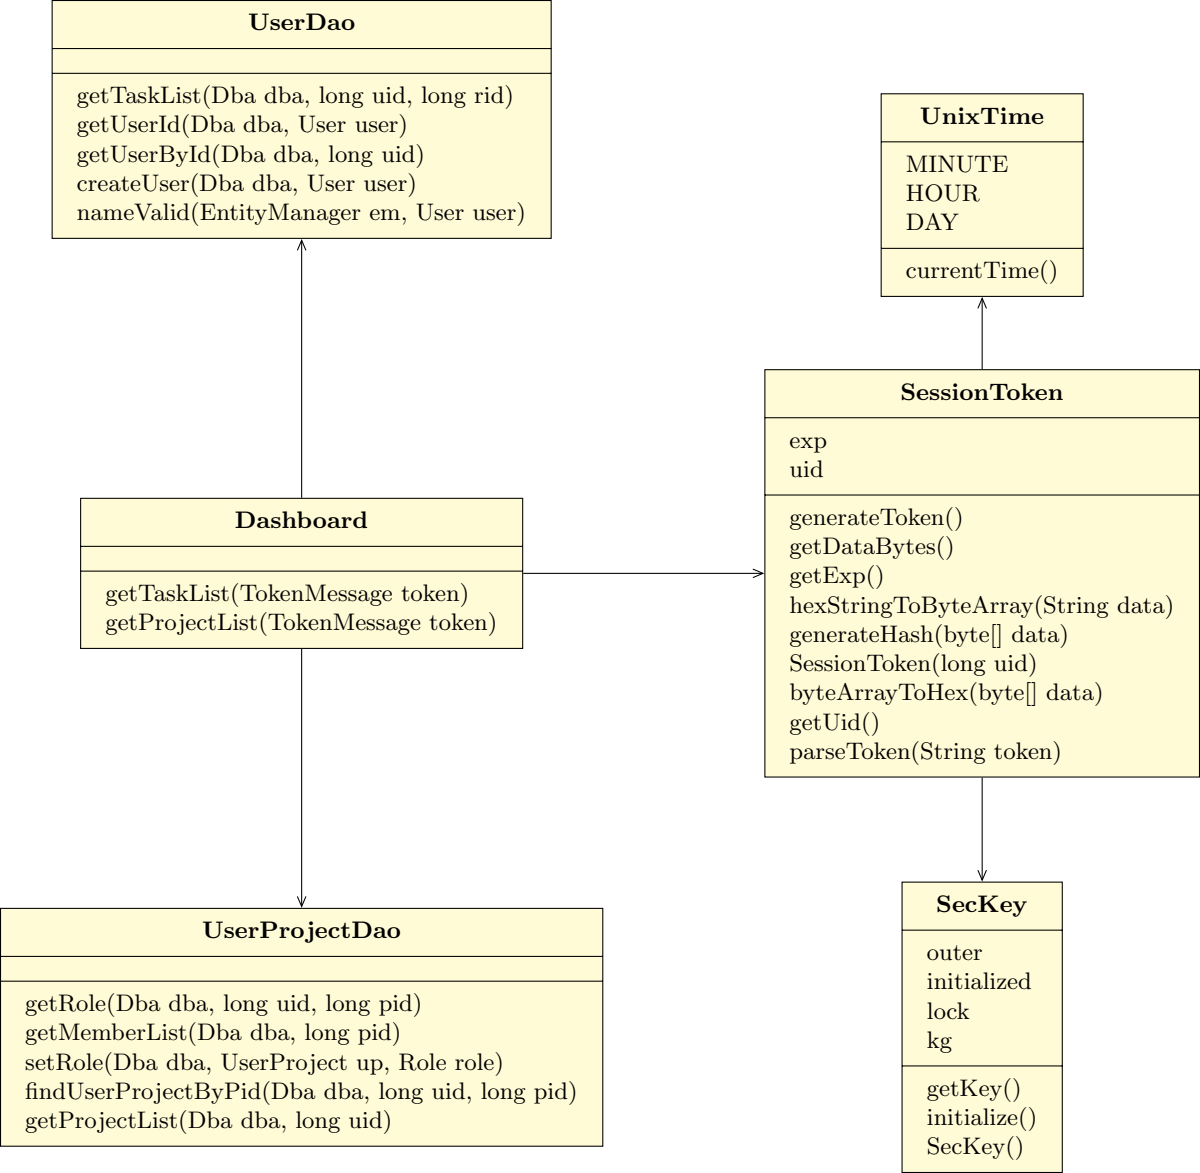 UserDao
getTaskList(Dba dba, long uid, long rid)
getUserId(Dba dba, User user)
getUserById(Dba dba, long uid)
createUser(Dba dba, User user)
nameValid(EntityManager em, User user)
UnixTime
MINUTE
HOUR
DAY
currentTime()
SessionToken
exp
uid
generateToken()
getDataBytes()
getExp()
hexStringToByteArray(String data)
generateHash(byte[] data)
SessionToken(long uid)
byteArrayToHex(byte[] data)
getUid()
parseToken(String token)
Dashboard
getTaskList(TokenMessage token)
getProjectList(TokenMessage token)
UserProjectDao
getRole(Dba dba, long uid, long pid)
getMemberList(Dba dba, long pid)
setRole(Dba dba, UserProject up, Role role)
findUserProjectByPid(Dba dba, long uid, long pid)
getProjectList(Dba dba, long uid)
SecKey
outer
initialized
lock
kg
getKey()
initialize()
SecKey()